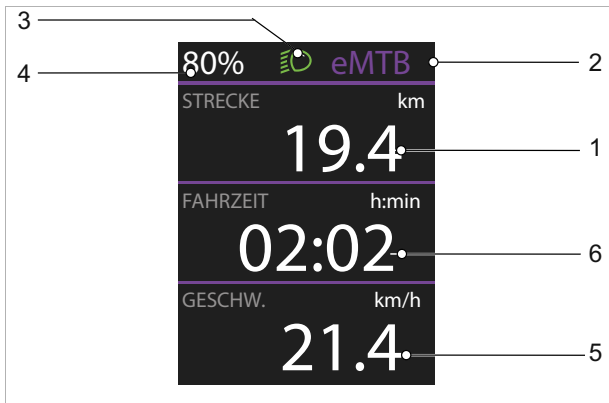 3
80% eMTB
2
4
STRECKE km
19.4
1
FAHRZEIT h:min
02:02
6
GESCHW. km/h
21.4
5